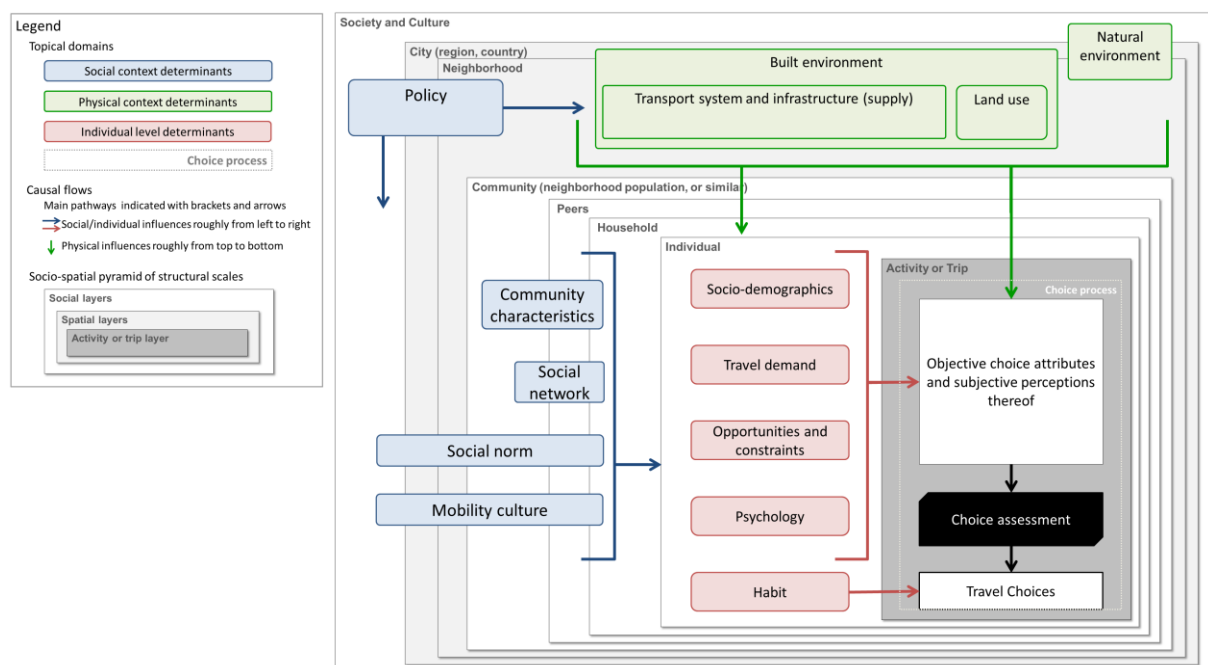 Legend
Topical domains
Social context determinants
Physical context determinants
Individual level determinants
Choice process
Causal flows
Main pathways indicated with brackets and arrows
Social/individual influences roughly from left to right
Physical influences roughly from top to bottom
Socio-spatial pyramid of structural scales
Social layers
Spatial layers
Activity or trip layer
Society and Culture
City (region, country)
Neighborhood
Policy
Built environment
Transport system and infrastructure (supply)
Land use
Natural
environment
Community (neighborhood population, or similar)
Peers
Household
Individual
Community
characteristics
Social
network
Social norm
Mobility culture
Socio-demographics
Travel demand
Opportunities and
constraints
Psychology
Habit
Activity or Trip
Choice process
Objective choice attributes
and subjective perceptions
thereof
Choice assessment
Travel Choices